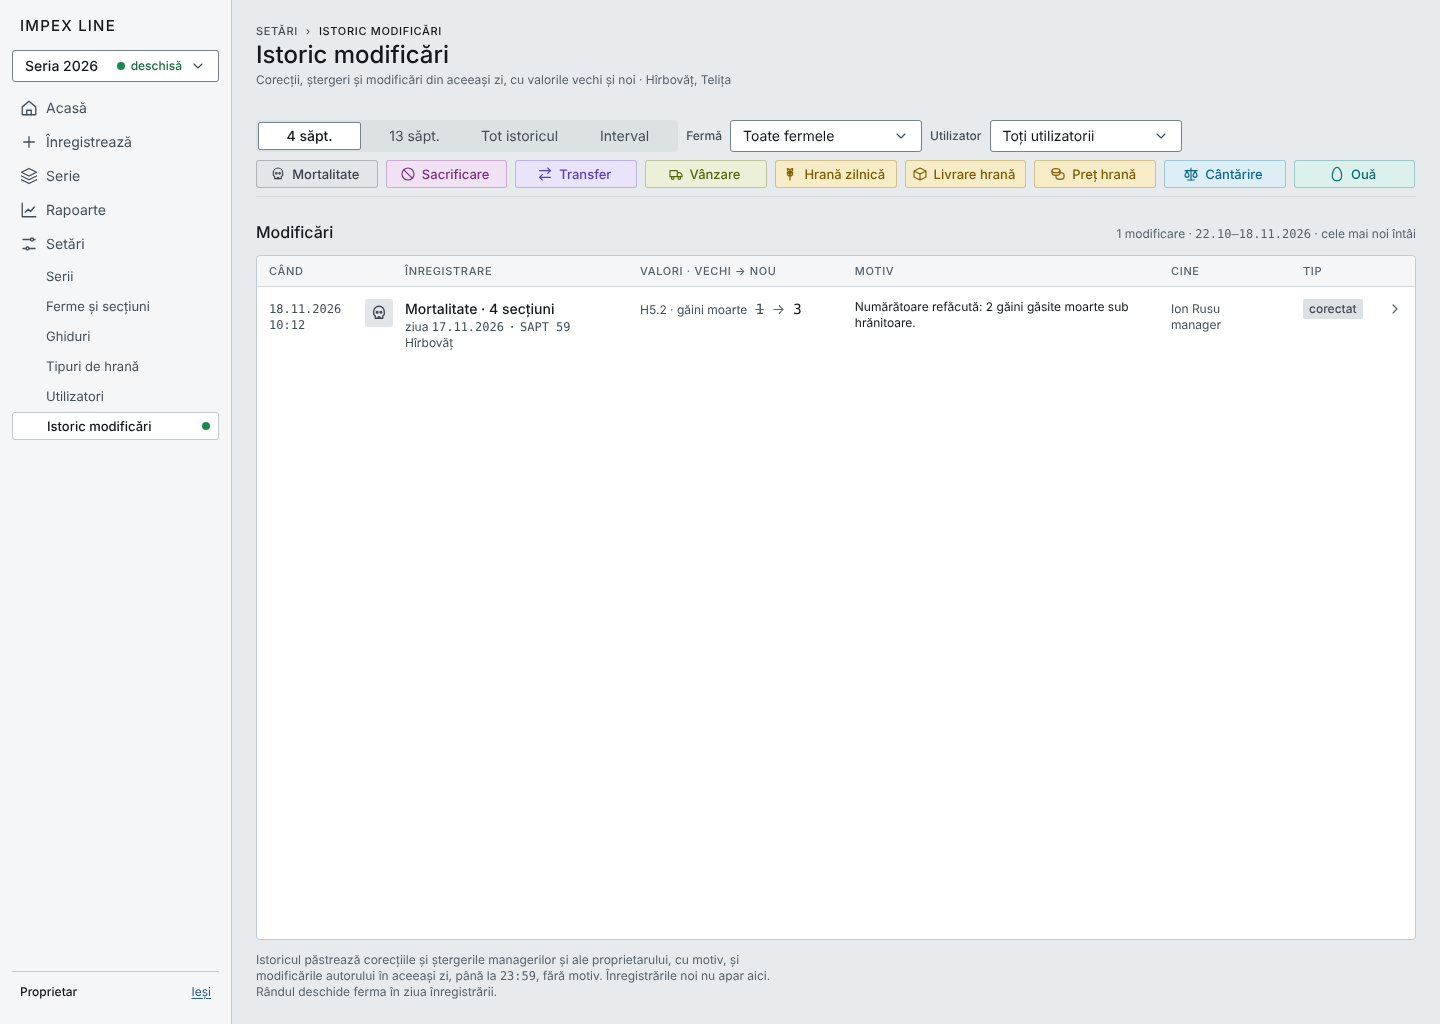 IMPEX LINE
Seria 2026 deschisă
Acasă
Înregistrează
Serie
Rapoarte
Setări
Serii
Ferme și secțiuni
Ghiduri
Tipuri de hrană
Utilizatori
Istoric modificări
Proprietar Ieși
SETĂRI › ISTORIC MODIFICĂRI
Istoric modificări
Corecții, ștergeri și modificări din aceeași zi, cu valorile vechi și noi · Hîrbovăț, Telița
4 săpt. 13 săpt. Tot istoricul Interval Fermă Toate fermele Utilizator Toți utilizatorii
Mortalitate Sacrificare Transfer Vânzare Hrană zilnică Livrare hrană Preț hrană Cântărire Ouă
Modificări 1 modificare · 22.10–18.11.2026 · cele mai noi întâi
CÂND ÎNREGISTRARE VALORI · VECHI → NOU MOTIV CINE TIP
18.11.2026 Mortalitate · 4 secțiuni H5.2 · găini moarte 1 → 3 Numărătoare refăcută: 2 găini găsite moarte sub Ion Rusu corectat
10:12 ziua 17.11.2026 · SAPT 59 hrănitoare. manager
Hîrbovăț
Istoricul păstrează corecțiile și ștergerile managerilor și ale proprietarului, cu motiv, și
modificările autorului în aceeași zi, până la 23:59, fără motiv. Înregistrările noi nu apar aici.
Rândul deschide ferma în ziua înregistrării.